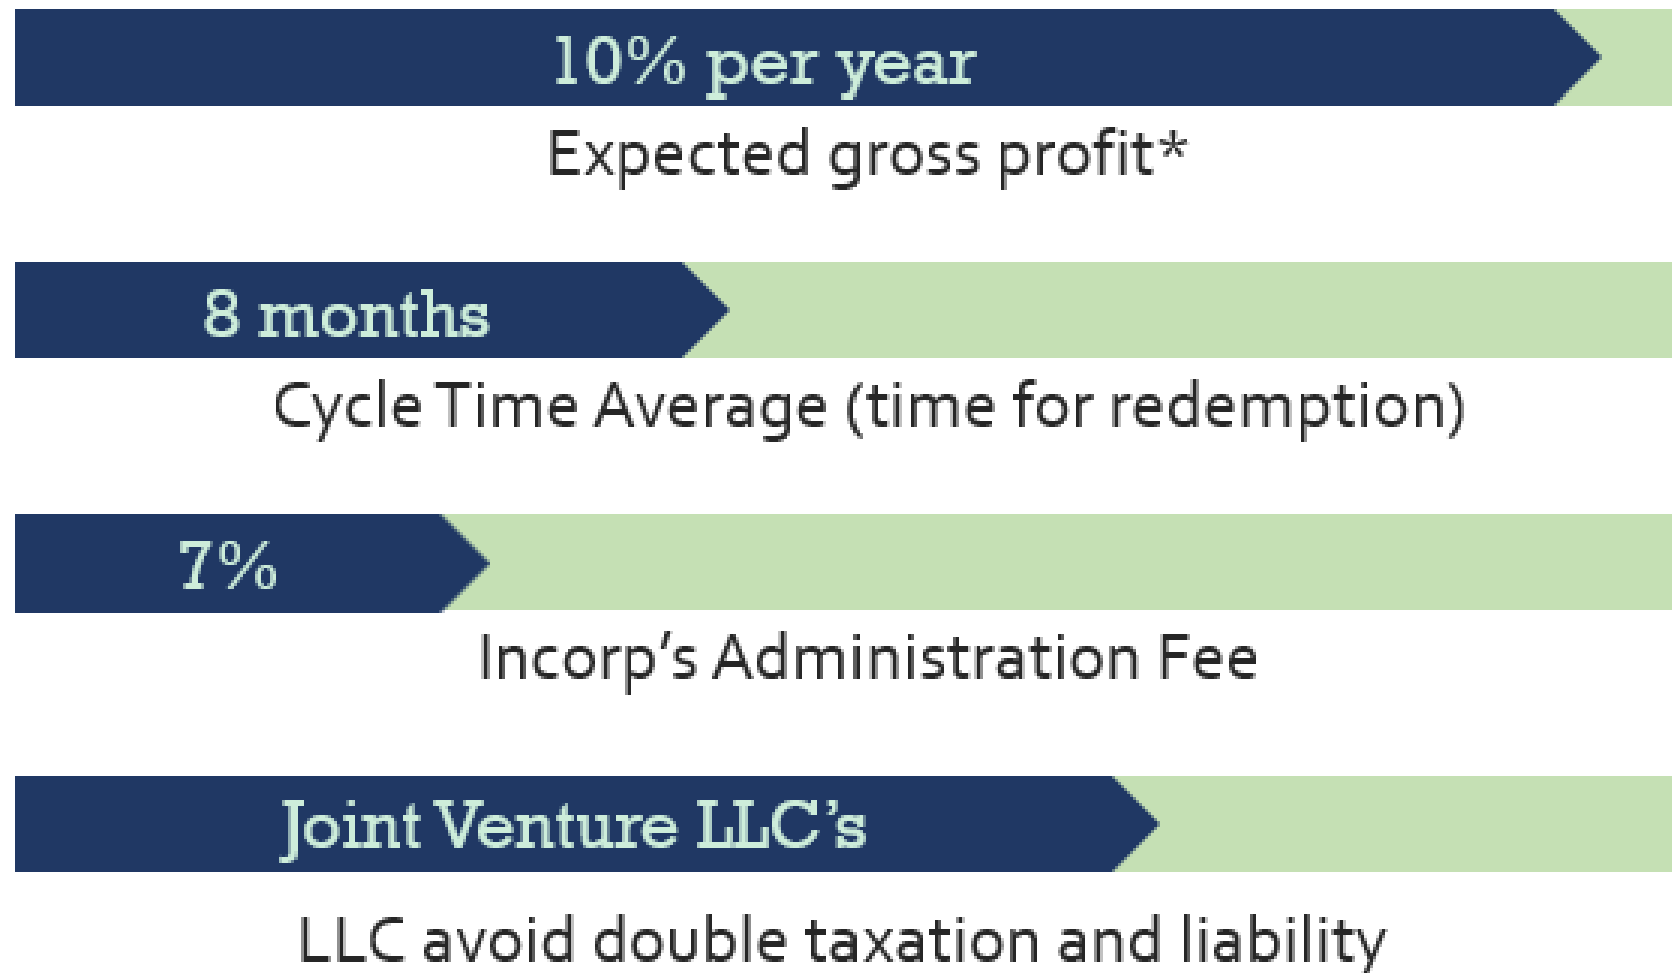 10% per year
Expected gross profit*
8 months
Cycle Time Average (time for redemption)
7%
Incorp’s Administration Fee
Joint Venture LLC’s
LLC avoid double taxation and liability